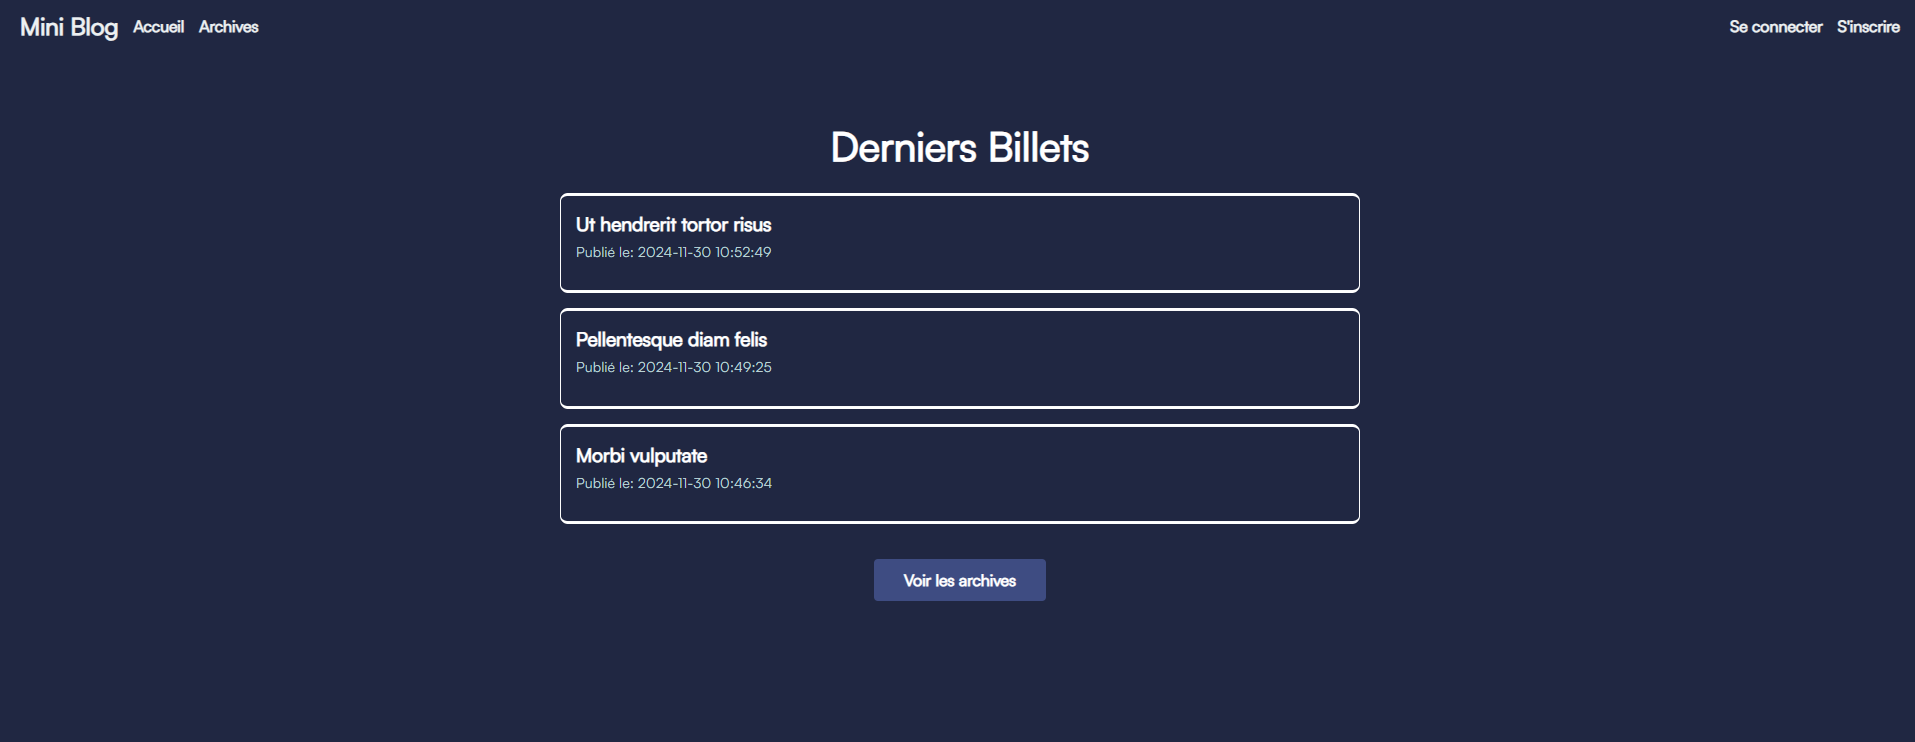 Mini Blog Accueil Archives Se connecter S'inscrire
Derniers Billets
Ut hendrerit tortor risus
Publié le: 2024-11-30 10:52:49
Pellentesque diam felis
Publié le: 2024-11-30 10:49:25
Morbi vulputate
Publié le: 2024-11-30 10:46:34
Voir les archives